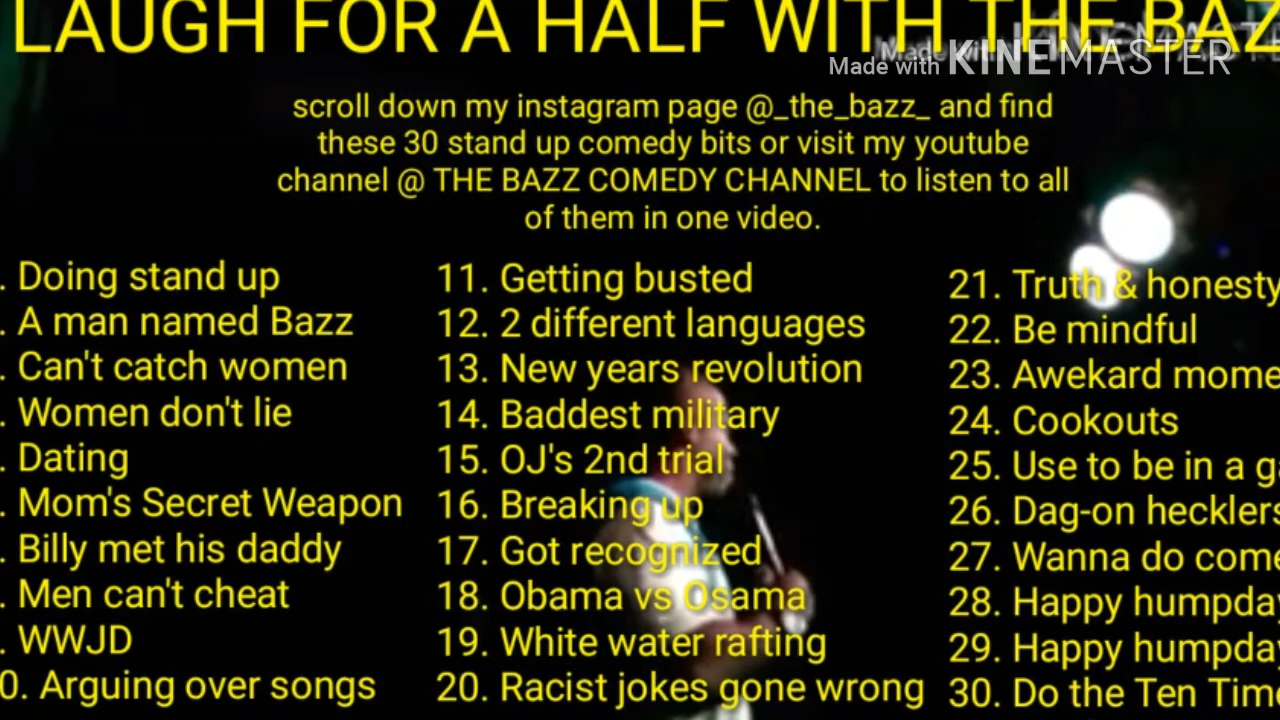 LAUGH FOR A HALF WITH THE BAZ
Made with KINEMASTER
scroll down my instagram page @_the_bazz_ and find
these 30 stand up comedy bits or visit my youtube
channel @ THE BAZZ COMEDY CHANNEL to listen to all
of them in one video.
. Doing stand up
. A man named Bazz
. Can't catch women
. Women don't lie
. Dating
. Mom's Secret Weapon
. Billy met his daddy
. Men can't cheat
. WWJD
0. Arguing over songs
11. Getting busted
12. 2 different languages
13. New years revolution
14. Baddest military
15. OJ's 2nd trial
16. Breaking up
17. Got recognized
18. Obama vs Osama
19. White water rafting
20. Racist jokes gone wrong
21. Truth & honesty
22. Be mindful
23. Awekard mome
24. Cookouts
25. Use to be in a ga
26. Dag-on hecklers
27. Wanna do come
28. Happy humpday
29. Happy humpday
30. Do the Ten Time